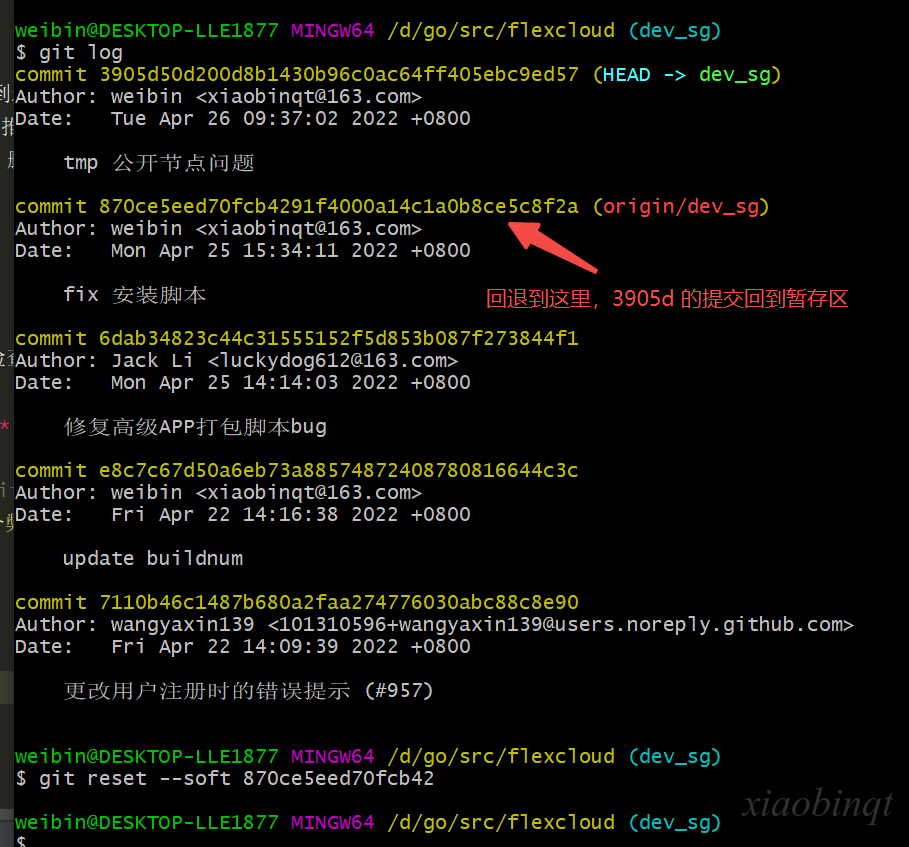 weibin@DESKTOP-LLE1877 MINGW64 /d/go/src/flexcloud (dev_sg)
$ git log
commit 3905d50d200d8b1430b96c0ac64ff405ebc9ed57 (HEAD -> dev_sg)
Author: weibin <xiaobinqt@163.com>
Date:   Tue Apr 26 09:37:02 2022 +0800
tmp 公开节点问题
commit 870ce5eed70fcb4291f4000a14c1a0b8ce5c8f2a (origin/dev_sg)
Author: weibin <xiaobinqt@163.com>
Date:   Mon Apr 25 15:34:11 2022 +0800
fix 安装脚本
回退到这里，3905d 的提交回到暂存区
commit 6dab34823c44c31555152f5d853b087f273844f1
Author: Jack Li <luckydog612@163.com>
Date:   Mon Apr 25 14:14:03 2022 +0800
修复高级APP打包脚本bug
commit e8c7c67d50a6eb73a88574872408780816644c3c
Author: weibin <xiaobinqt@163.com>
Date:   Fri Apr 22 14:16:38 2022 +0800
update buildnum
commit 7110b46c1487b680a2faa274776030abc88c8e90
Author: wangyaxin139 <101310596+wangyaxin139@users.noreply.github.com>
Date:   Fri Apr 22 14:09:39 2022 +0800
更改用户注册时的错误提示 (#957)
weibin@DESKTOP-LLE1877 MINGW64 /d/go/src/flexcloud (dev_sg)
$ git reset --soft 870ce5eed70fcb42
xiaobinqt
weibin@DESKTOP-LLE1877 MINGW64 /d/go/src/flexcloud (dev_sg)
$